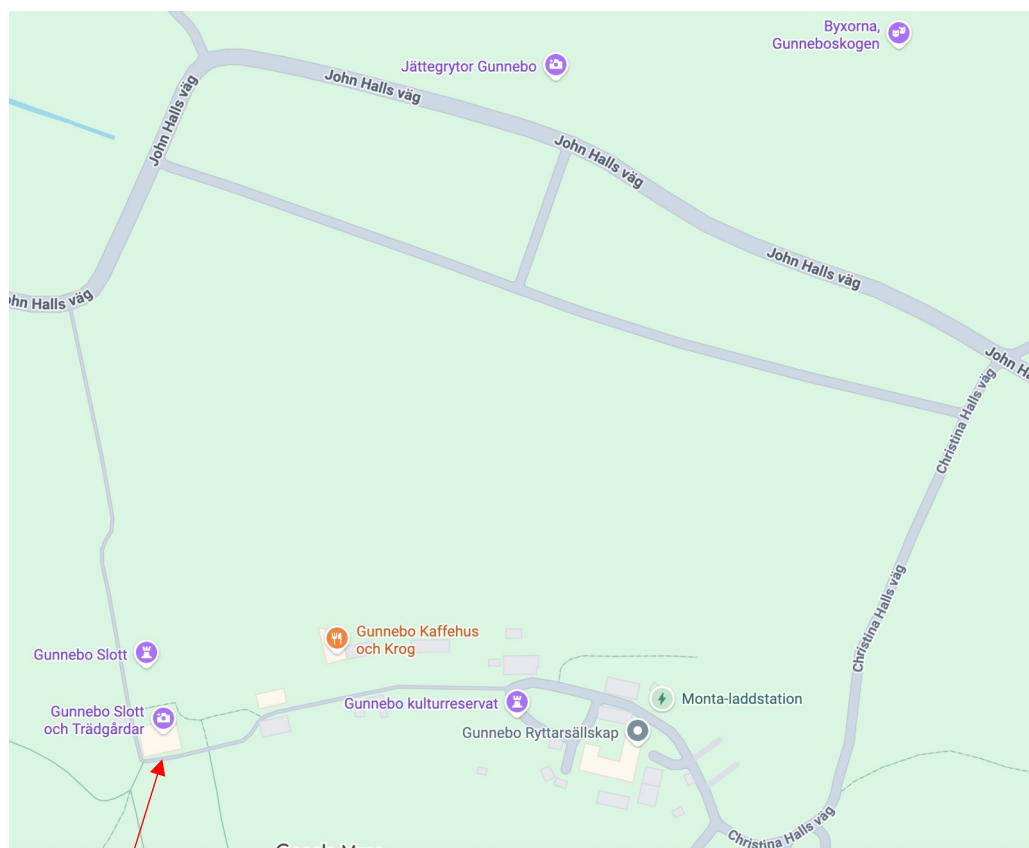 Byxorna,
Gunneboskogen
Jättegrytor Gunnebo
John Halls väg
John Halls väg
John Halls väg
John Halls väg
hn Halls väg
John Ha
Christina Halls väg
Christina Halls väg
Gunnebo Kaffehus
och Krog
Gunnebo Slott
Monta-laddstation
Gunnebo kulturreservat
Gunnebo Slott
och Trädgårdar
Gunnebo Ryttarsällskap
Christina Halls väg